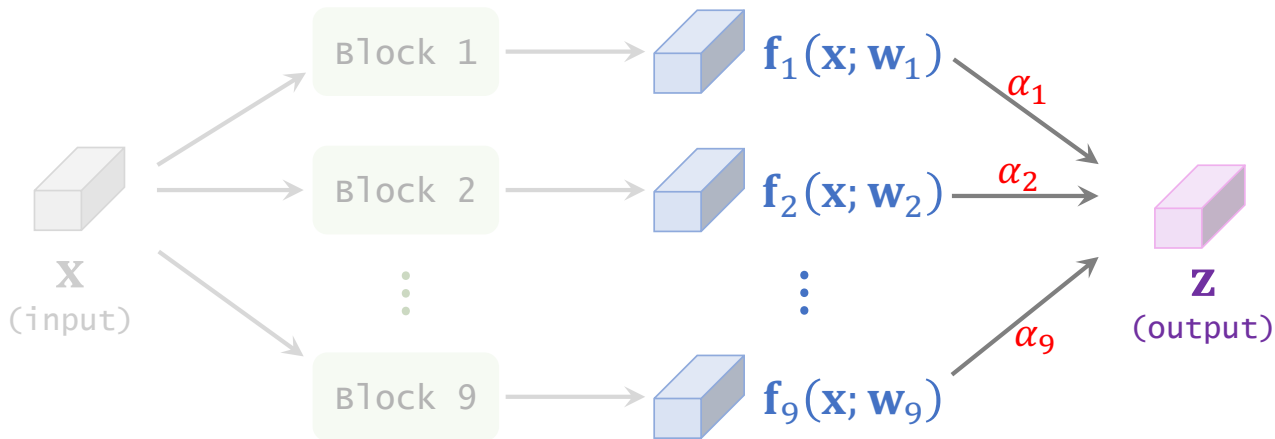 Block 1
𝐟₁(𝐱; 𝐰₁)
α₁
Block 2
𝐟₂(𝐱; 𝐰₂)
α₂
𝐱
(input)
⋮
⋮
𝐳
(output)
Block 9
𝐟₉(𝐱; 𝐰₉)
α₉